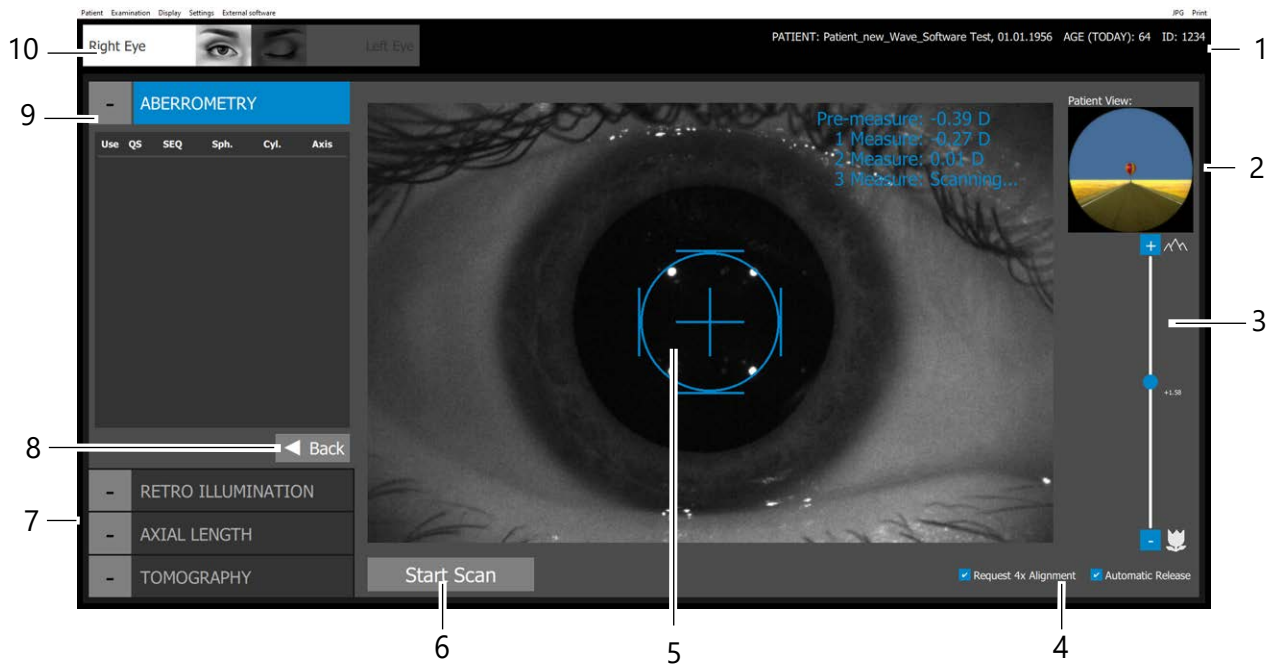 Patient Examination Display Settings External software JPG Print
10 Right Eye Left Eye PATIENT: Patient_new_Wave_Software Test, 01.01.1956 AGE (TODAY): 64 ID: 1234 1
9 - ABERROMETRY
Use QS SEQ Sph. Cyl. Axis
Pre-measure: -0.39 D
1 Measure: -0.27 D
2 Measure: 0.01 D
3 Measure: Scanning...
Patient View:
2
+
3
+1.58
-
8 Back
7
- RETRO ILLUMINATION
- AXIAL LENGTH
- TOMOGRAPHY
Start Scan
Request 4x Alignment Automatic Release
6 5 4